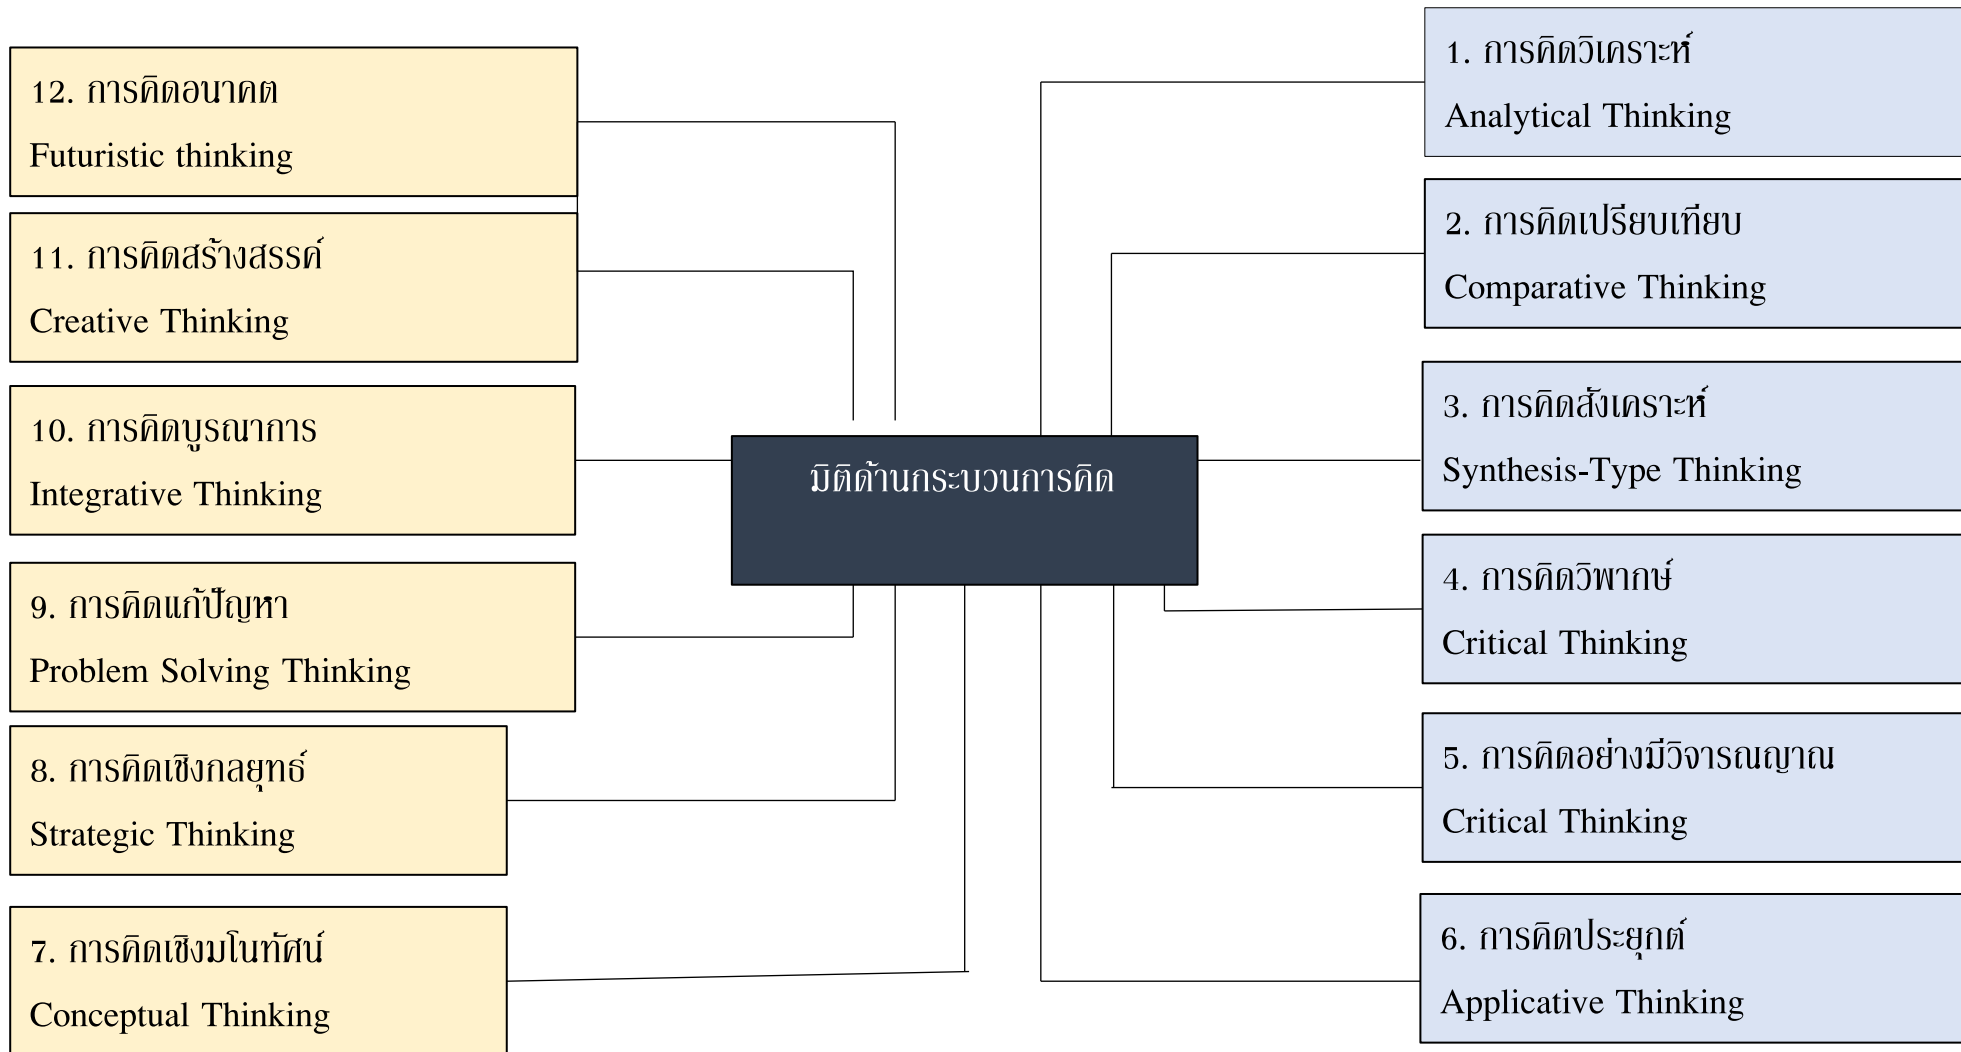 มิติด้านกระบวนการคิด
1. การคิดวิเคราะห์
Analytical Thinking
2. การคิดเปรียบเทียบ
Comparative Thinking
3. การคิดสังเคราะห์
Synthesis-Type Thinking
4. การคิดวิพากษ์
Critical Thinking
5. การคิดอย่างมีวิจารณญาณ
Critical Thinking
6. การคิดประยุกต์
Applicative Thinking
7. การคิดเชิงมโนทัศน์
Conceptual Thinking
8. การคิดเชิงกลยุทธ์
Strategic Thinking
9. การคิดแก้ปัญหา
Problem Solving Thinking
10. การคิดบูรณาการ
Integrative Thinking
11. การคิดสร้างสรรค์
Creative Thinking
12. การคิดอนาคต
Futuristic thinking